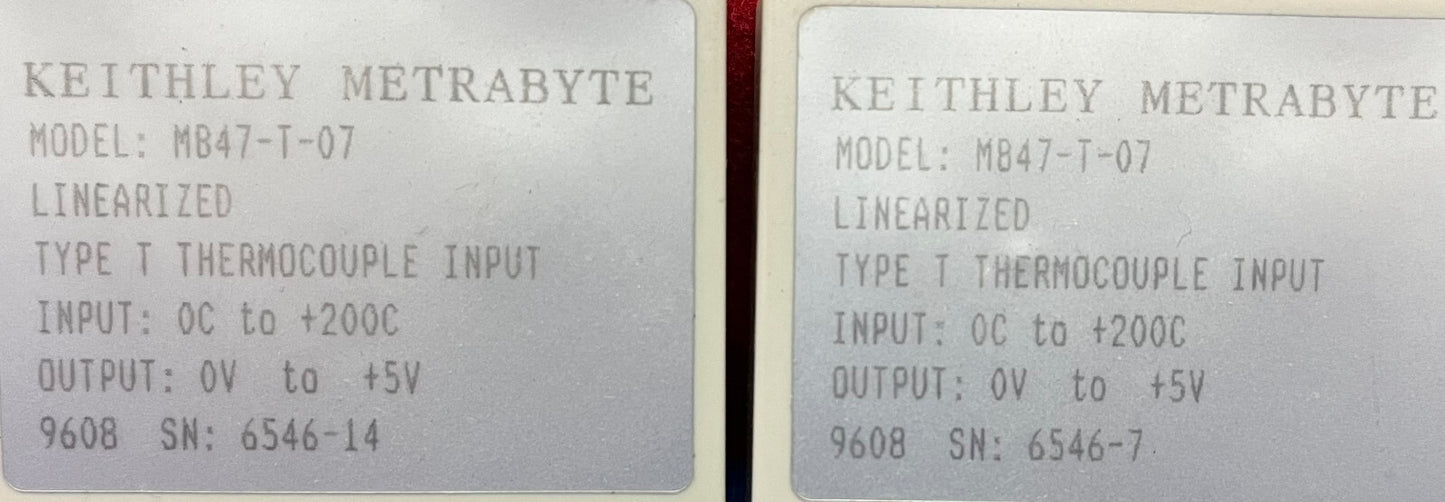 KEITHLEY METRABYTE
MODEL: MB47-T-07
LINEARIZED
TYPE T THERMOCOUPLE INPUT
INPUT: 0C to +200C
OUTPUT: 0V to +5V
9608 SN: 6546-14
KEITHLEY METRABYTE
MODEL: MB47-T-07
LINEARIZED
TYPE T THERMOCOUPLE INPUT
INPUT: 0C to +200C
OUTPUT: 0V to +5V
9608 SN: 6546-7